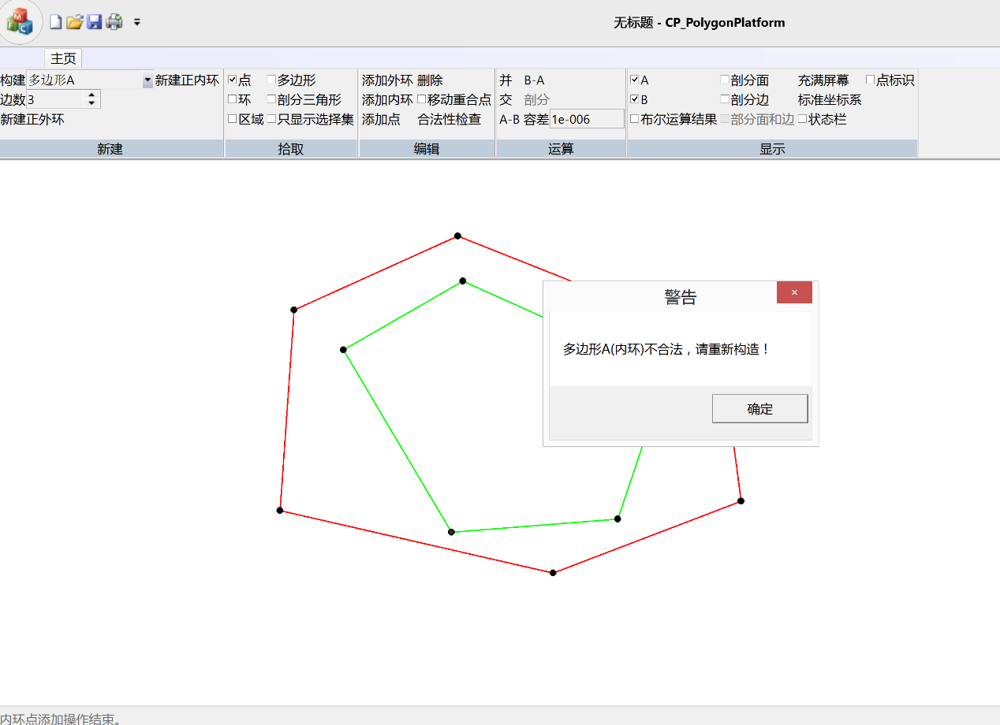 无标题 - CP_PolygonPlatform
主页
构建 多边形A 新建正内环
边数 3
新建正外环
新建
点 多边形
环 剖分三角形
区域 只显示选择集
拾取
添加外环 删除
添加内环 移动重合点
添加点 合法性检查
编辑
并 B-A
交 剖分
A-B 容差 1e-006
运算
A 剖分面 充满屏幕 点标识
B 剖分边 标准坐标系
布尔运算结果 部分面和边 状态栏
显示
警告
多边形A(内环)不合法，请重新构造！
确定
内环点添加操作结束。